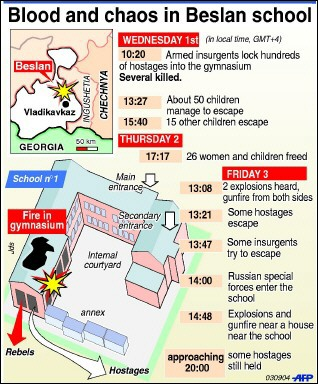 Blood and chaos in Beslan school
WEDNESDAY 1st (in local time, GMT+4)
10:20 Armed insurgents lock hundreds
of hostages into the gymnasium
Several killed.
13:27 About 50 children
manage to escape
15:40 15 other children escape
Beslan
Vladikavkaz
INGUSHETIA
CHECHNYA
GEORGIA
50 km
THURSDAY 2
17:17 26 women and children freed
FRIDAY 3
13:08 2 explosions heard,
gunfire from both sides
13:21 Some hostages
escape
13:47 Some insurgents
try to escape
14:00 Russian special
forces enter the
school
14:48 Explosions and
gunfire near a house
near the school
approaching
20:00
some hostages
still held
School n°1
Main
entrance
Secondary
entrance
Fire in
gymnasium
Internal
courtyard
annex
Rebels
Hostages
Jds
030904 AFP